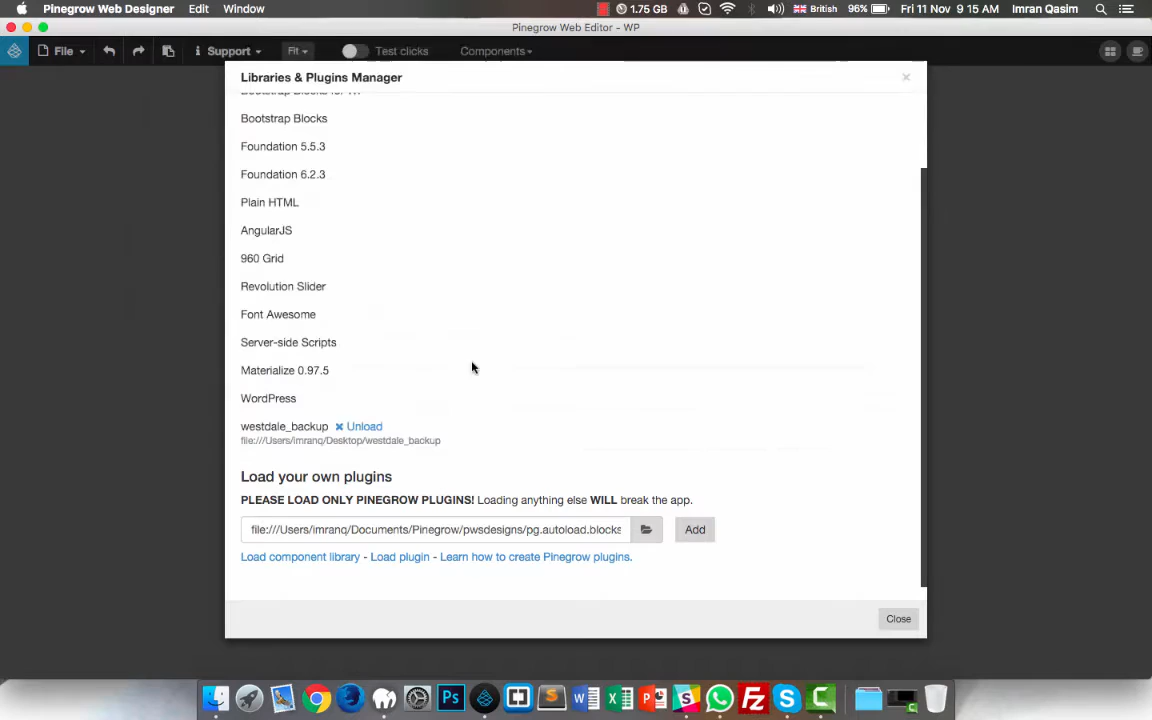 Pinegrow Web Designer Edit Window 1.75 GB British 96% Fri 11 Nov 9:15 AM Imran Qasim
Pinegrow Web Editor - WP
File Support Fit Test clicks Components
Libraries & Plugins Manager ×
Bootstrap Blocks for WP
Bootstrap Blocks
Foundation 5.5.3
Foundation 6.2.3
Plain HTML
AngularJS
960 Grid
Revolution Slider
Font Awesome
Server-side Scripts
Materialize 0.97.5
WordPress
westdale_backup Unload
file:///Users/imranq/Desktop/westdale_backup
Load your own plugins
PLEASE LOAD ONLY PINEGROW PLUGINS! Loading anything else WILL break the app.
file:///Users/imranq/Documents/Pinegrow/pwsdesigns/pg.autoload.blocks Add
Load component library - Load plugin - Learn how to create Pinegrow plugins.
Close
Ps